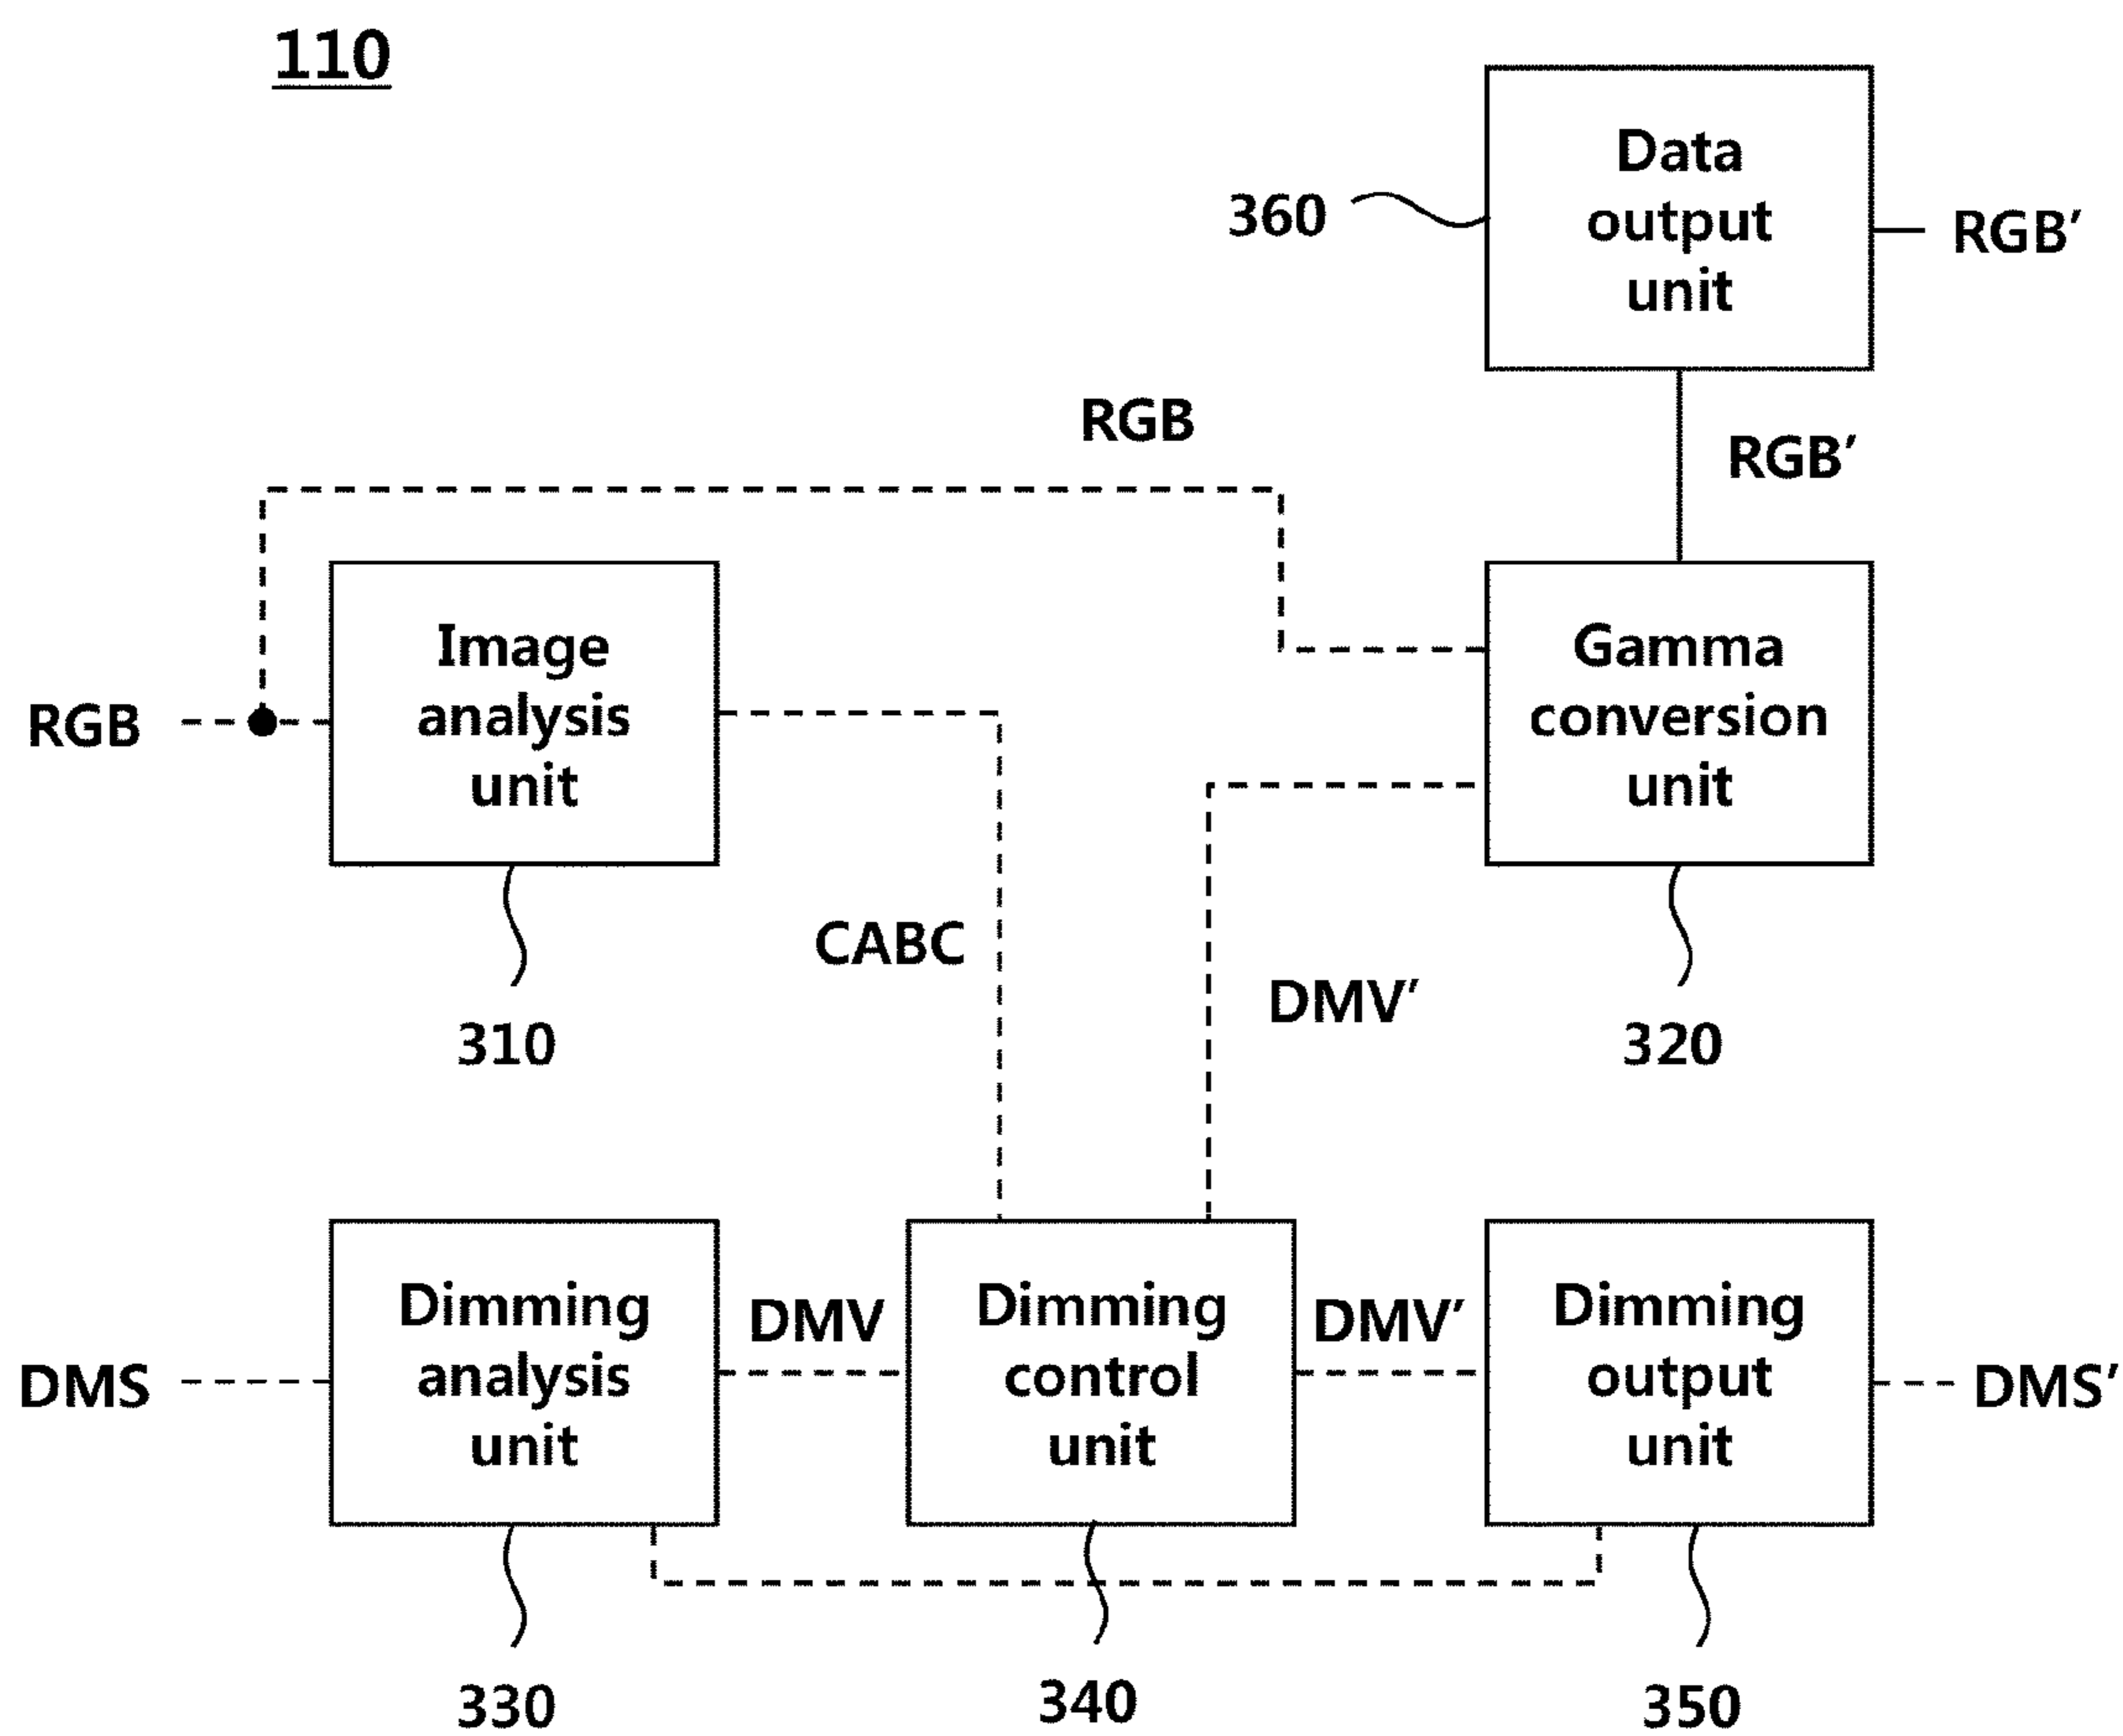 110
Data
output
unit
360
RGB′
RGB
RGB′
Image
analysis
unit
Gamma
conversion
unit
RGB
CABC
DMV′
310
320
Dimming
analysis
unit
DMV
Dimming
control
unit
DMV′
Dimming
output
unit
DMS
DMS′
330
340
350